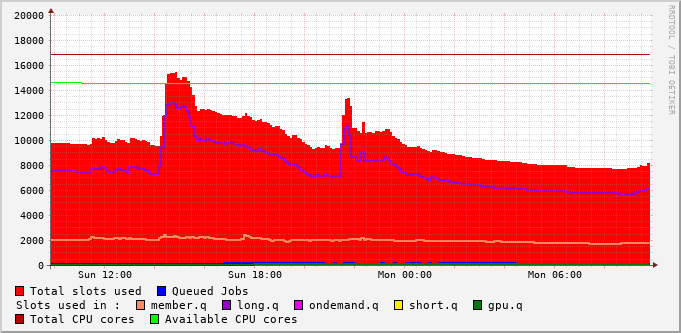 20000
18000
16000
14000
12000
10000
8000
6000
4000
2000
0
Sun 12:00 Sun 18:00 Mon 00:00 Mon 06:00
RRDTOOL / TOBI OETIKER
Total slots used Queued Jobs
Slots used in : member.q long.q ondemand.q short.q gpu.q
Total CPU cores Available CPU cores